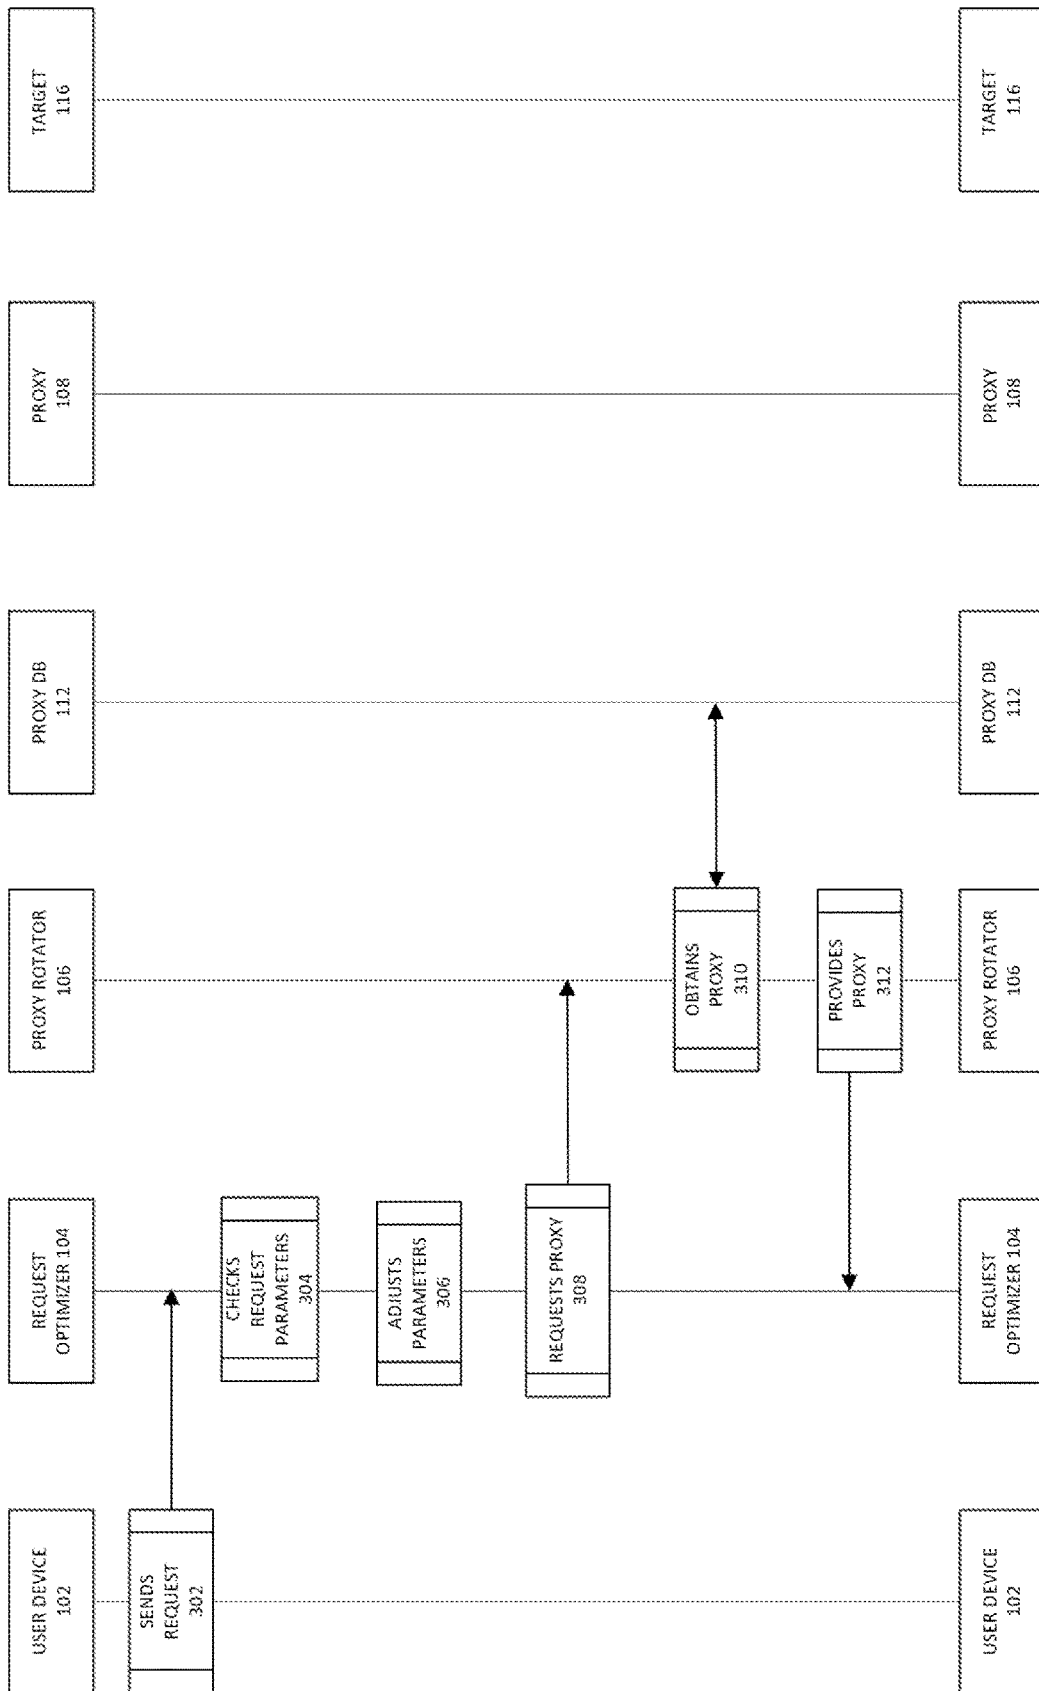 USER DEVICE
102
REQUEST
OPTIMIZER 104
PROXY ROTATOR
106
PROXY DB
112
PROXY
108
TARGET
116
SENDS
REQUEST
302
CHECKS
REQUEST
PARAMETERS
304
ADJUSTS
PARAMETERS
306
REQUESTS PROXY
308
OBTAINS
PROXY
310
PROVIDES
PROXY
312
USER DEVICE
102
REQUEST
OPTIMIZER 104
PROXY ROTATOR
106
PROXY DB
112
PROXY
108
TARGET
116